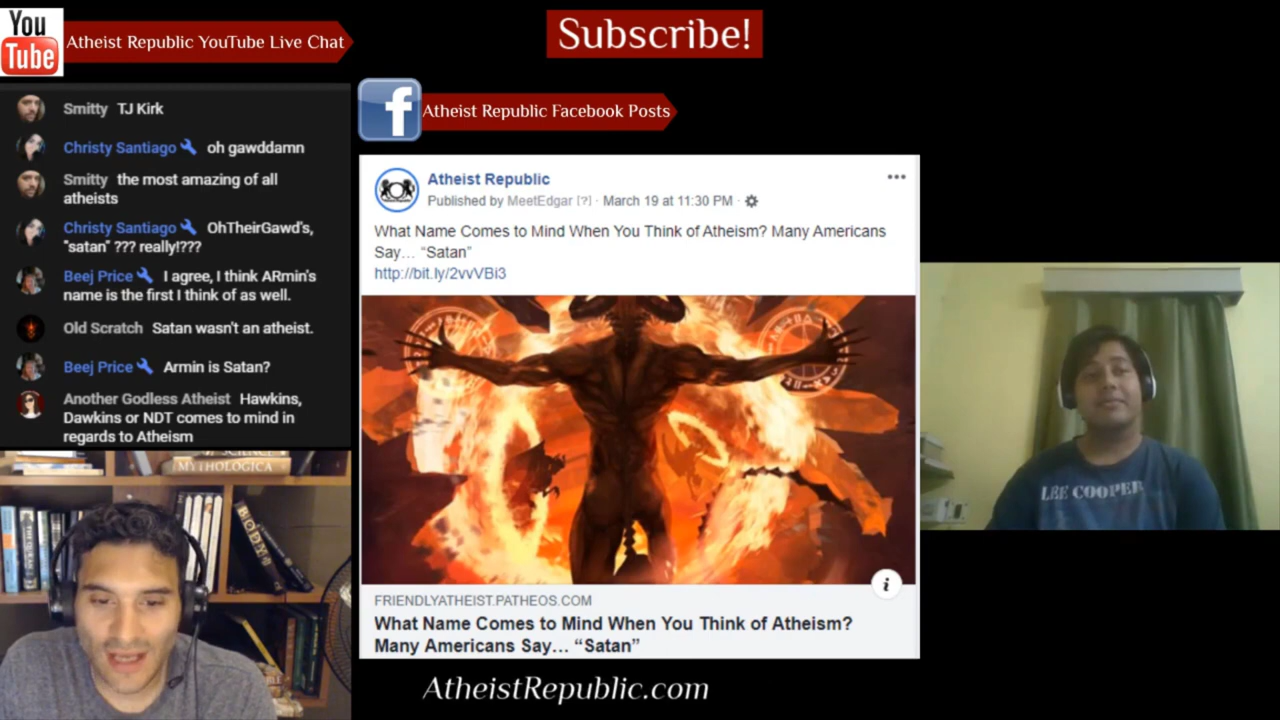 You
Tube
Atheist Republic YouTube Live Chat
Subscribe!
Atheist Republic Facebook Posts
Smitty TJ Kirk
Christy Santiago oh gawddamn
Smitty the most amazing of all
atheists
Christy Santiago OhTheirGawd's,
"satan" ??? really!???
Beej Price I agree, I think ARmin's
name is the first I think of as well.
Old Scratch Satan wasn't an atheist.
Beej Price Armin is Satan?
Another Godless Atheist Hawkins,
Dawkins or NDT comes to mind in
regards to Atheism
f
Atheist Republic
Published by MeetEdgar [?] · March 19 at 11:30 PM ·
What Name Comes to Mind When You Think of Atheism? Many Americans
Say… “Satan”
http://bit.ly/2vvVBi3
i
FRIENDLYATHEIST.PATHEOS.COM
What Name Comes to Mind When You Think of Atheism?
Many Americans Say… “Satan”
AtheistRepublic.com
MYTHOLOGICA
BODY
LEE COOPER